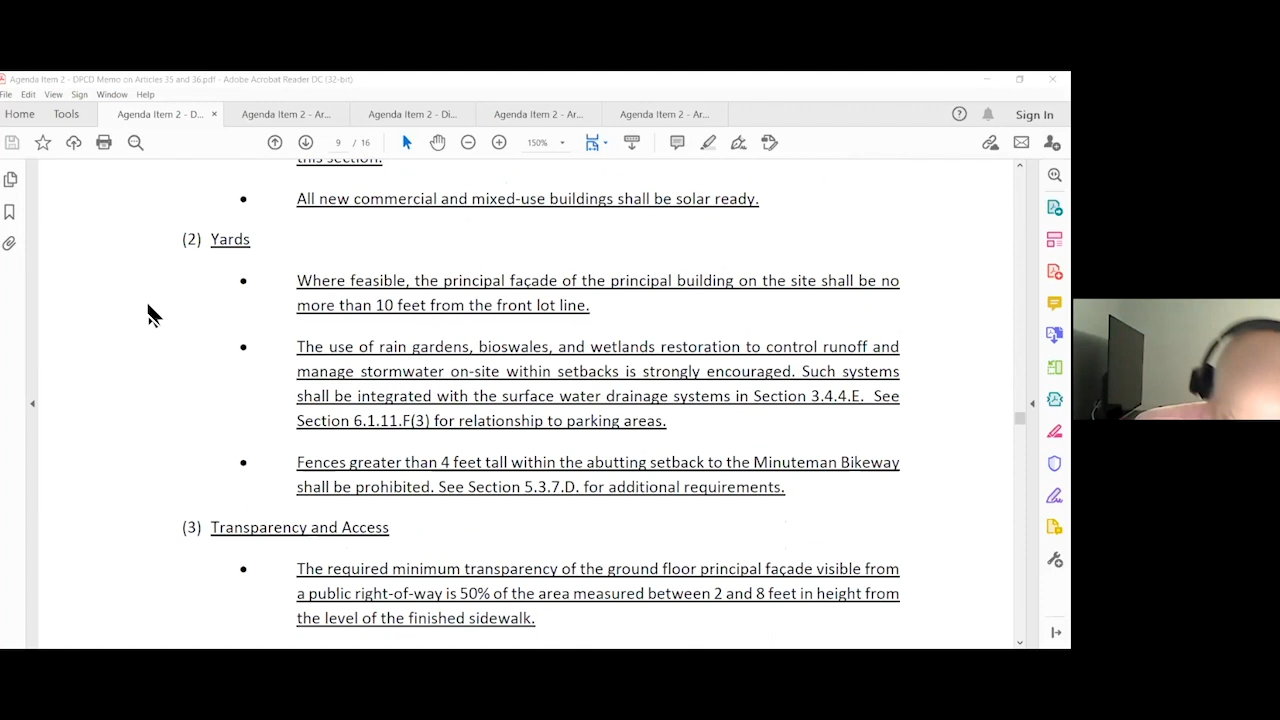 Agenda Item 2 - DPCD Memo on Articles 35 and 36.pdf - Adobe Acrobat Reader DC (32-bit)
File Edit View Sign Window Help
Home Tools Agenda Item 2 - D... × Agenda Item 2 - Ar... Agenda Item 2 - Di... Agenda Item 2 - Ar... Agenda Item 2 - Ar... Sign In
9 / 16 150%
this section.
• All new commercial and mixed-use buildings shall be solar ready.
(2) Yards
• Where feasible, the principal façade of the principal building on the site shall be no
more than 10 feet from the front lot line.
• The use of rain gardens, bioswales, and wetlands restoration to control runoff and
manage stormwater on-site within setbacks is strongly encouraged. Such systems
shall be integrated with the surface water drainage systems in Section 3.4.4.E. See
Section 6.1.11.F(3) for relationship to parking areas.
• Fences greater than 4 feet tall within the abutting setback to the Minuteman Bikeway
shall be prohibited. See Section 5.3.7.D. for additional requirements.
(3) Transparency and Access
• The required minimum transparency of the ground floor principal façade visible from
a public right-of-way is 50% of the area measured between 2 and 8 feet in height from
the level of the finished sidewalk.